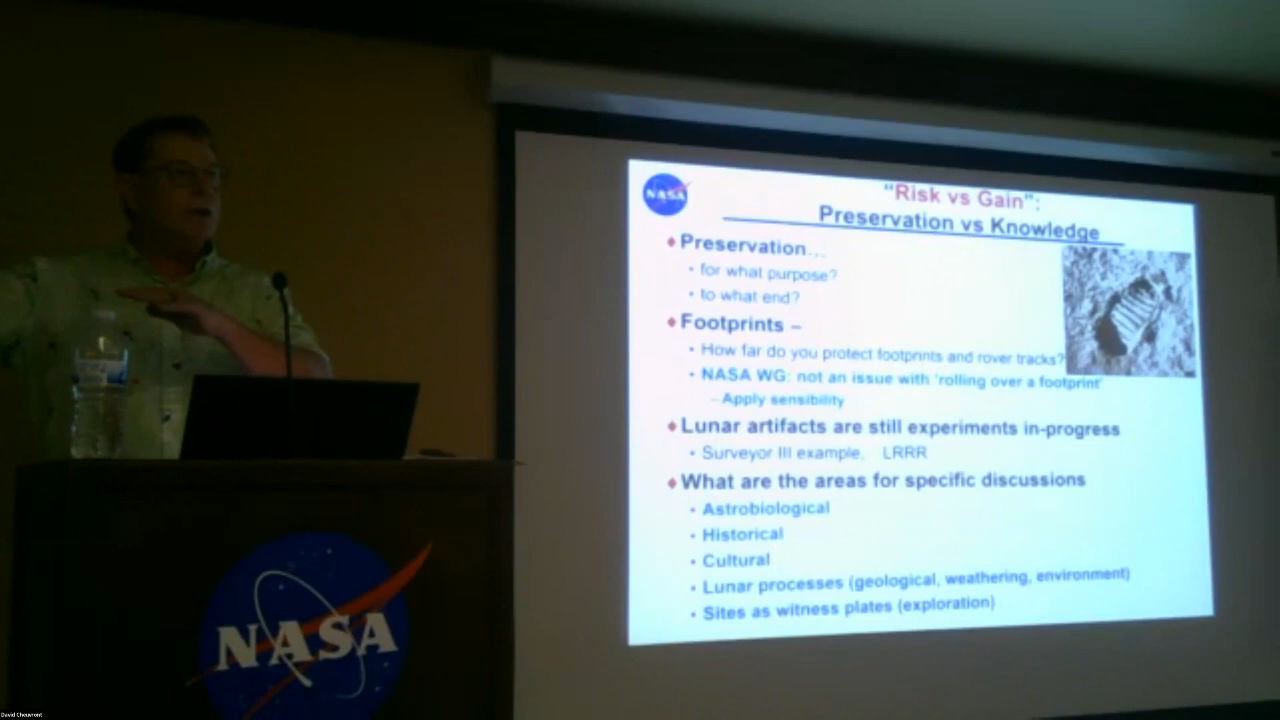 NASA
"Risk vs Gain":
Preservation vs Knowledge
♦ Preservation...
• for what purpose?
• to what end?
♦ Footprints –
• How far do you protect footprints and rover tracks?
• NASA WG: not an issue with 'rolling over a footprint'
– Apply sensibility
♦ Lunar artifacts are still experiments in-progress
• Surveyor III example, LRRR
♦ What are the areas for specific discussions
• Astrobiological
• Historical
• Cultural
• Lunar processes (geological, weathering, environment)
• Sites as witness plates (exploration)
NASA
David Cheuvront